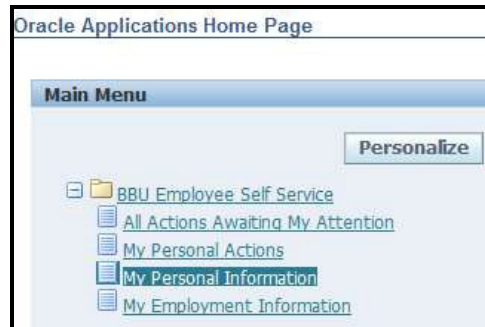 Oracle Applications Home Page
Main Menu
Personalize
BBU Employee Self Service
All Actions Awaiting My Attention
My Personal Actions
My Personal Information
My Employment Information